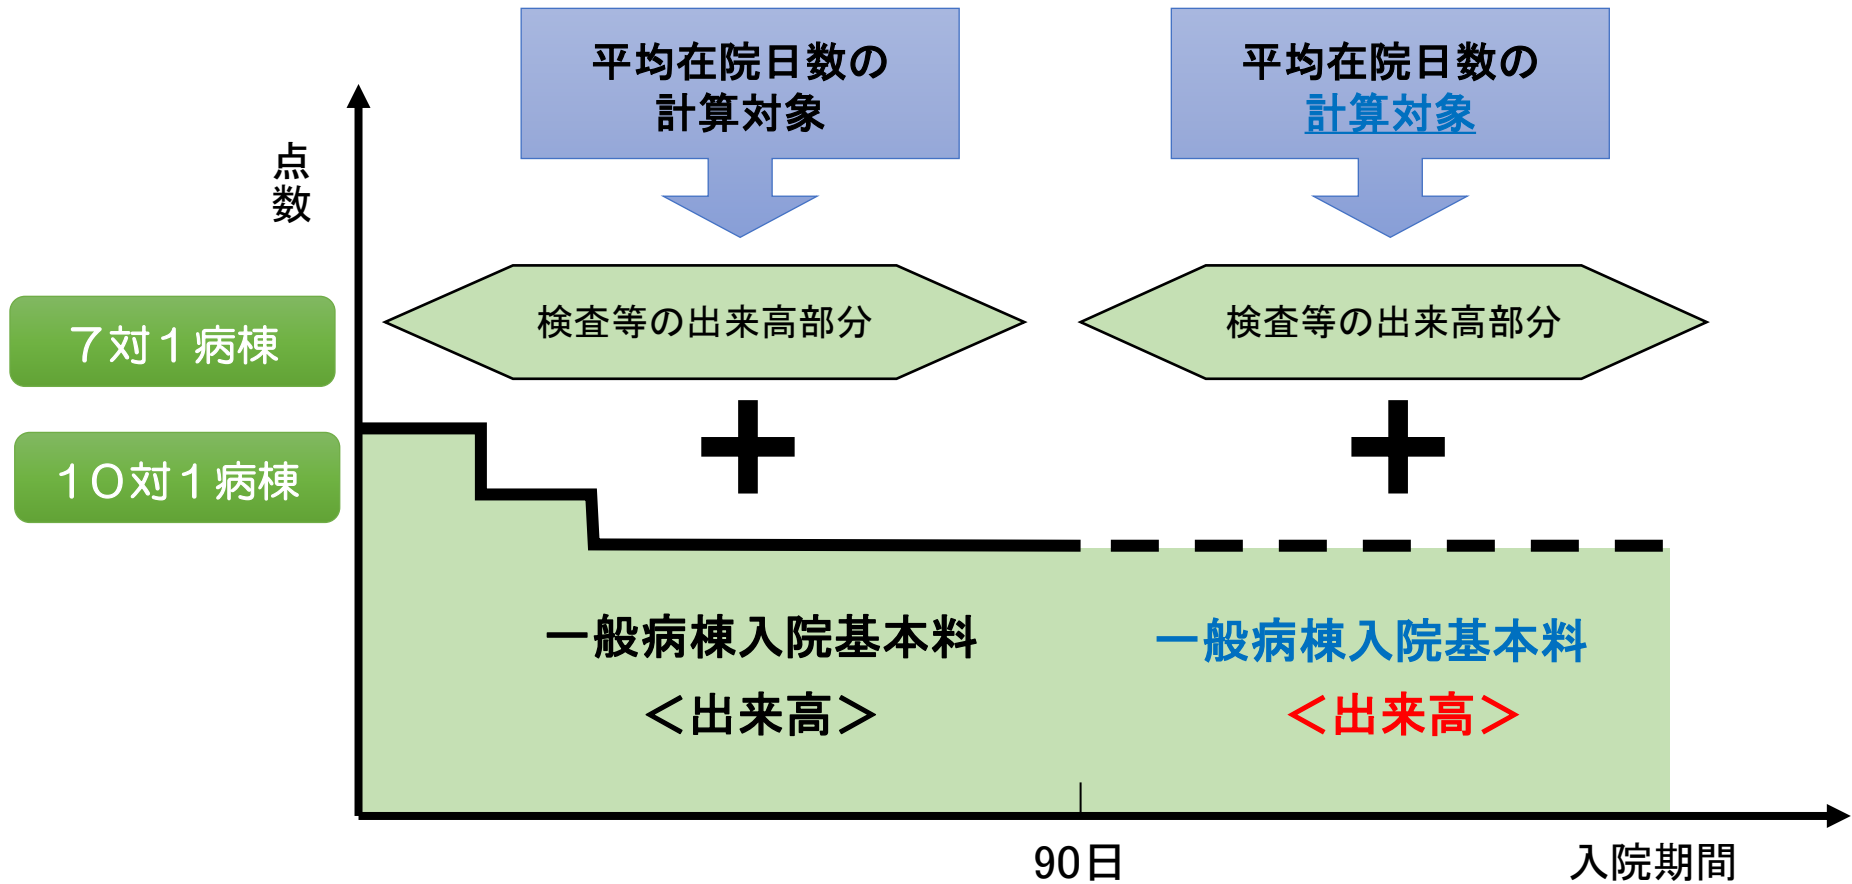 平均在院日数の
計算対象
平均在院日数の
計算対象
点数
検査等の出来高部分
検査等の出来高部分
７対１病棟
１０対１病棟
一般病棟入院基本料
＜出来高＞
一般病棟入院基本料
＜出来高＞
90日
入院期間